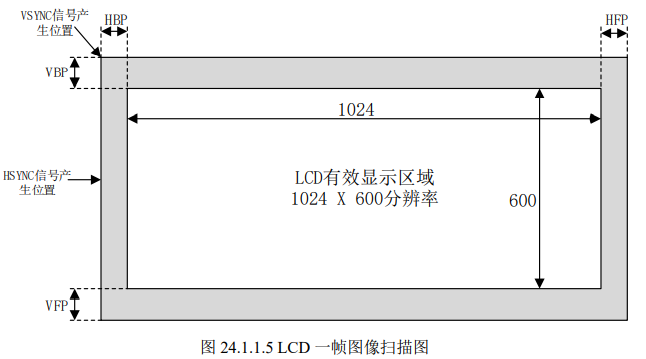 VSYNC信号产
生位置
HBP
HFP
VBP
1024
HSYNC信号产
生位置
LCD有效显示区域
1024 X 600分辨率
600
VFP
图 24.1.1.5 LCD 一帧图像扫描图